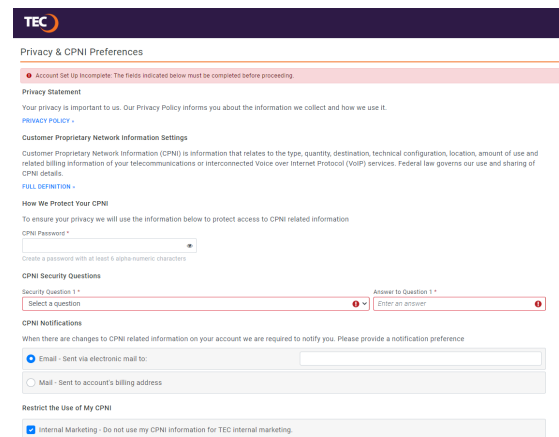 TEC
Privacy & CPNI Preferences
Account Set Up Incomplete: The fields indicated below must be completed before proceeding.
Privacy Statement
Your privacy is important to us. Our Privacy Policy informs you about the information we collect and how we use it.
PRIVACY POLICY »
Customer Proprietary Network Information Settings
Customer Proprietary Network Information (CPNI) is information that relates to the type, quantity, destination, technical configuration, location, amount of use and
related billing information of your telecommunications or interconnected Voice over Internet Protocol (VoIP) services. Federal law governs our use and sharing of
CPNI details.
FULL DEFINITION »
How We Protect Your CPNI
To ensure your privacy we will use the information below to protect access to CPNI related information
CPNI Password *
Create a password with at least 6 alpha-numeric characters
CPNI Security Questions
Security Question 1 * Answer to Question 1 *
Select a question Enter an answer
CPNI Notifications
When there are changes to CPNI related information on your account we are required to notify you. Please provide a notification preference
Email - Sent via electronic mail to:
Mail - Sent to account's billing address
Restrict the Use of My CPNI
Internal Marketing - Do not use my CPNI information for TEC internal marketing.